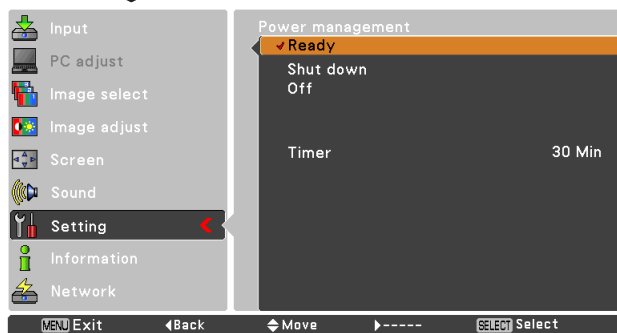 Input
PC adjust
Image select
Image adjust
Screen
Sound
Setting
Information
Network
Power management
Ready
Shut down
Off
Timer 30 Min
MENU Exit Back Move ----- SELECT Select